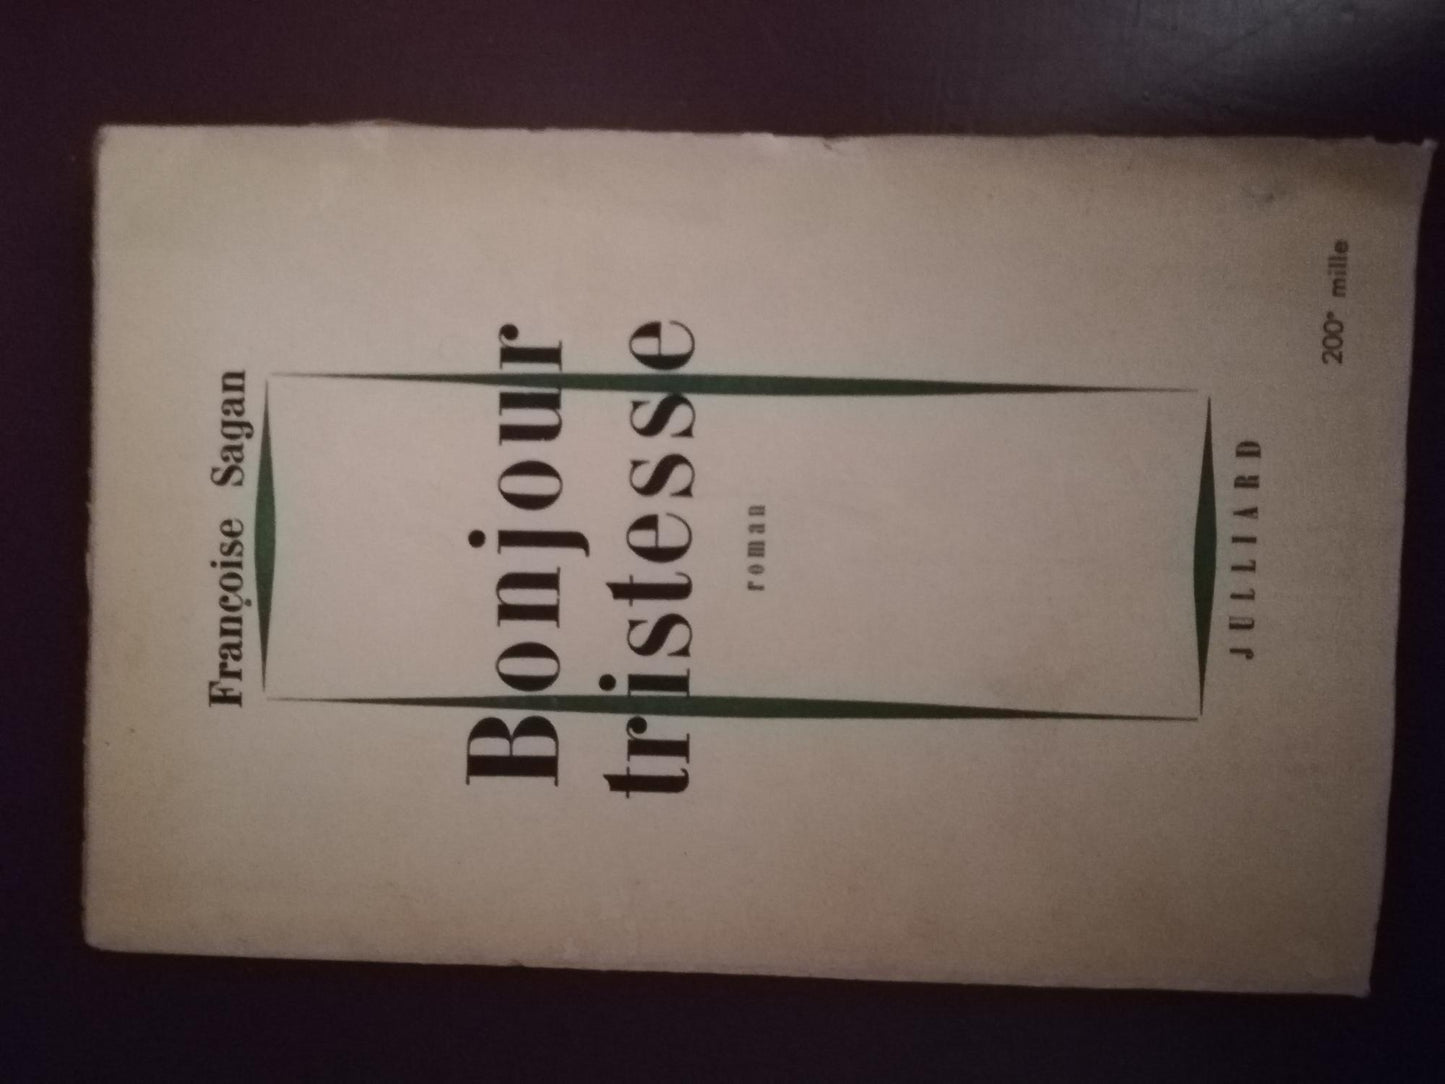 Françoise Sagan
Bonjour
tristesse
roman
JULLIARD
200e mille